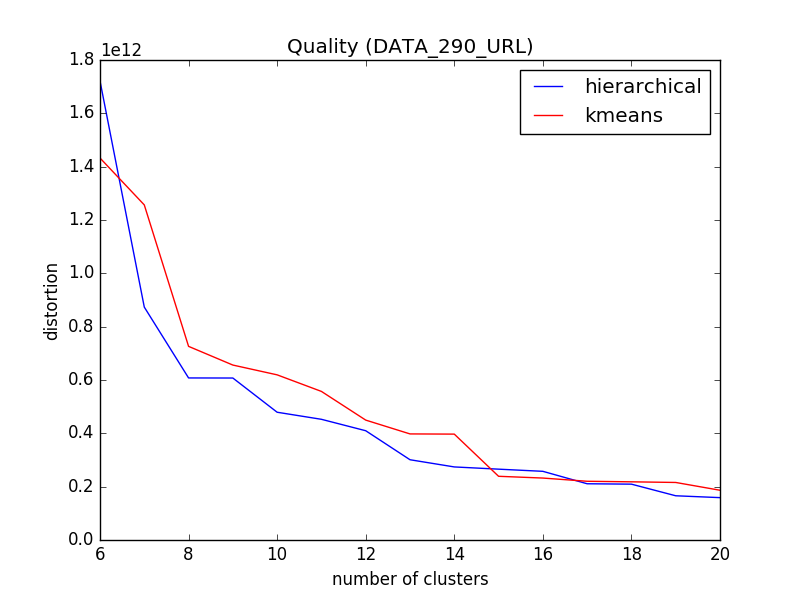 Quality (DATA_290_URL)
1e12
hierarchical
kmeans
1.8
1.6
1.4
1.2
1.0
0.8
0.6
0.4
0.2
0.0
distortion
6 8 10 12 14 16 18 20
number of clusters